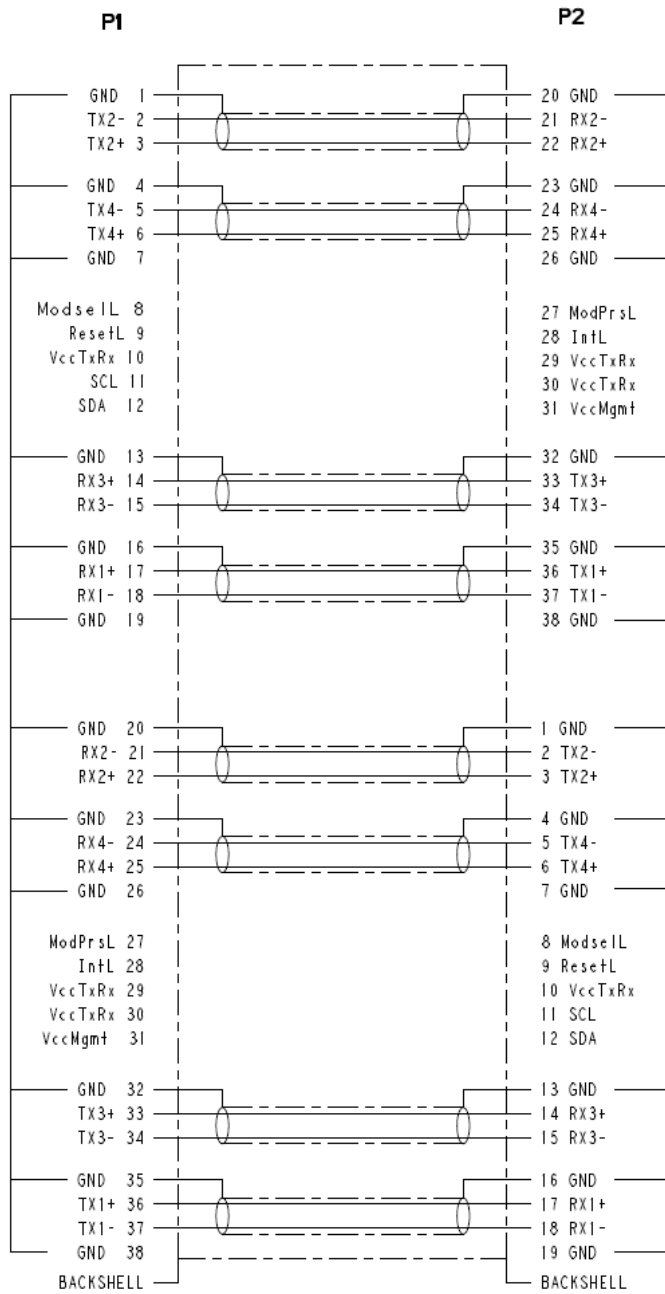 P1 P2
GND 1 20 GND
TX2- 2 21 RX2-
TX2+ 3 22 RX2+
GND 4 23 GND
TX4- 5 24 RX4-
TX4+ 6 25 RX4+
GND 7 26 GND
ModselL 8 27 ModPrsL
ResetL 9 28 IntL
VccTxRx 10 29 VccTxRx
SCL 11 30 VccTxRx
SDA 12 31 VccMgmt
GND 13 32 GND
RX3+ 14 33 TX3+
RX3- 15 34 TX3-
GND 16 35 GND
RX1+ 17 36 TX1+
RX1- 18 37 TX1-
GND 19 38 GND
GND 20 1 GND
RX2- 21 2 TX2-
RX2+ 22 3 TX2+
GND 23 4 GND
RX4- 24 5 TX4-
RX4+ 25 6 TX4+
GND 26 7 GND
ModPrsL 27 8 ModselL
IntL 28 9 ResetL
VccTxRx 29 10 VccTxRx
VccTxRx 30 11 SCL
VccMgmt 31 12 SDA
GND 32 13 GND
TX3+ 33 14 RX3+
TX3- 34 15 RX3-
GND 35 16 GND
TX1+ 36 17 RX1+
TX1- 37 18 RX1-
GND 38 19 GND
BACKSHELL BACKSHELL